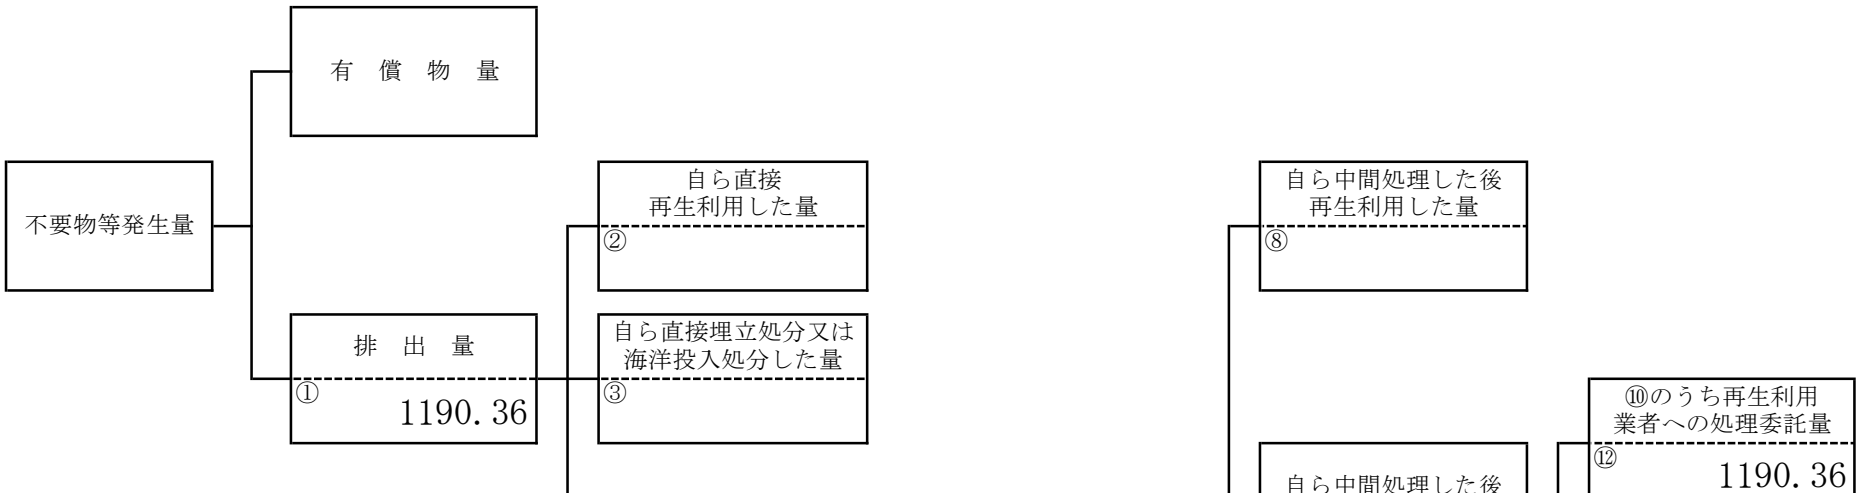 有 償 物 量
不要物等発生量
自ら直接
再生利用した量
②
自ら中間処理した後
再生利用した量
⑧
排 出 量
①
1190.36
自ら直接埋立処分又は
海洋投入処分した量
③
⑩のうち再生利用
業者への処理委託量
⑫
1190.36
自ら中間処理した後